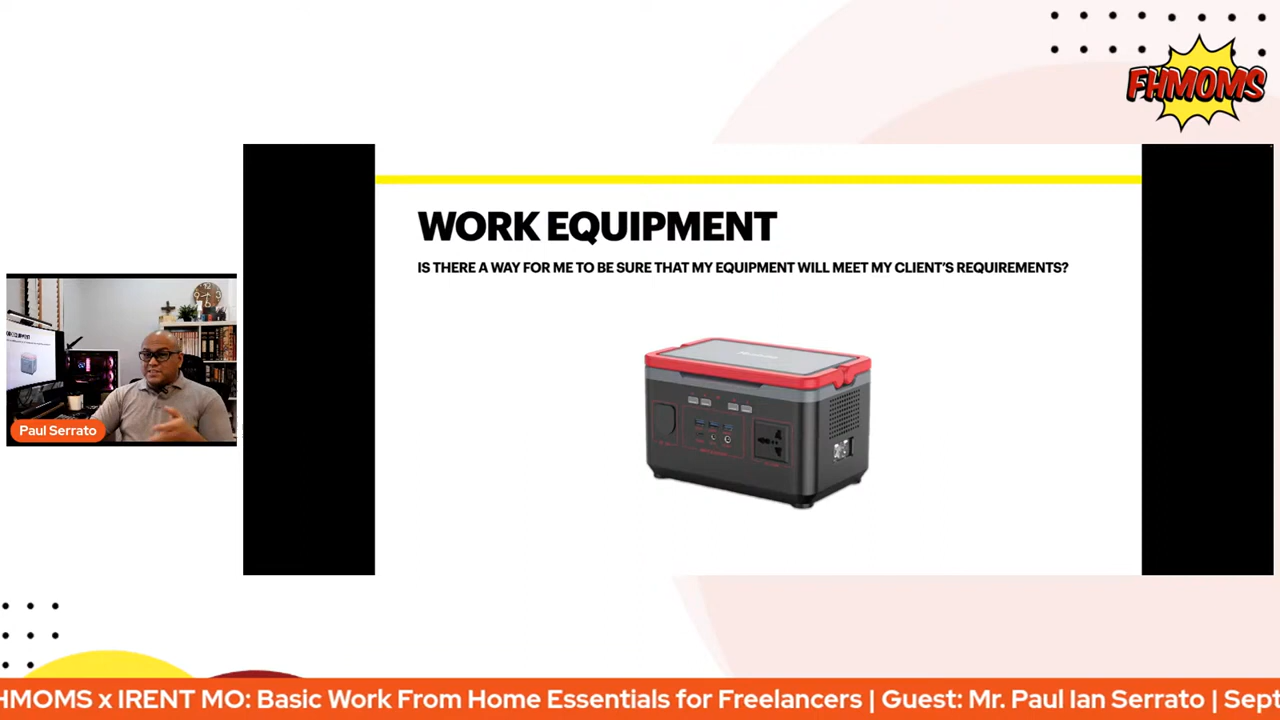 FHMOMS
WORK EQUIPMENT
IS THERE A WAY FOR ME TO BE SURE THAT MY EQUIPMENT WILL MEET MY CLIENT'S REQUIREMENTS?
Paul Serrato
HMOMS x IRENT MO: Basic Work From Home Essentials for Freelancers | Guest: Mr. Paul Ian Serrato | Sept